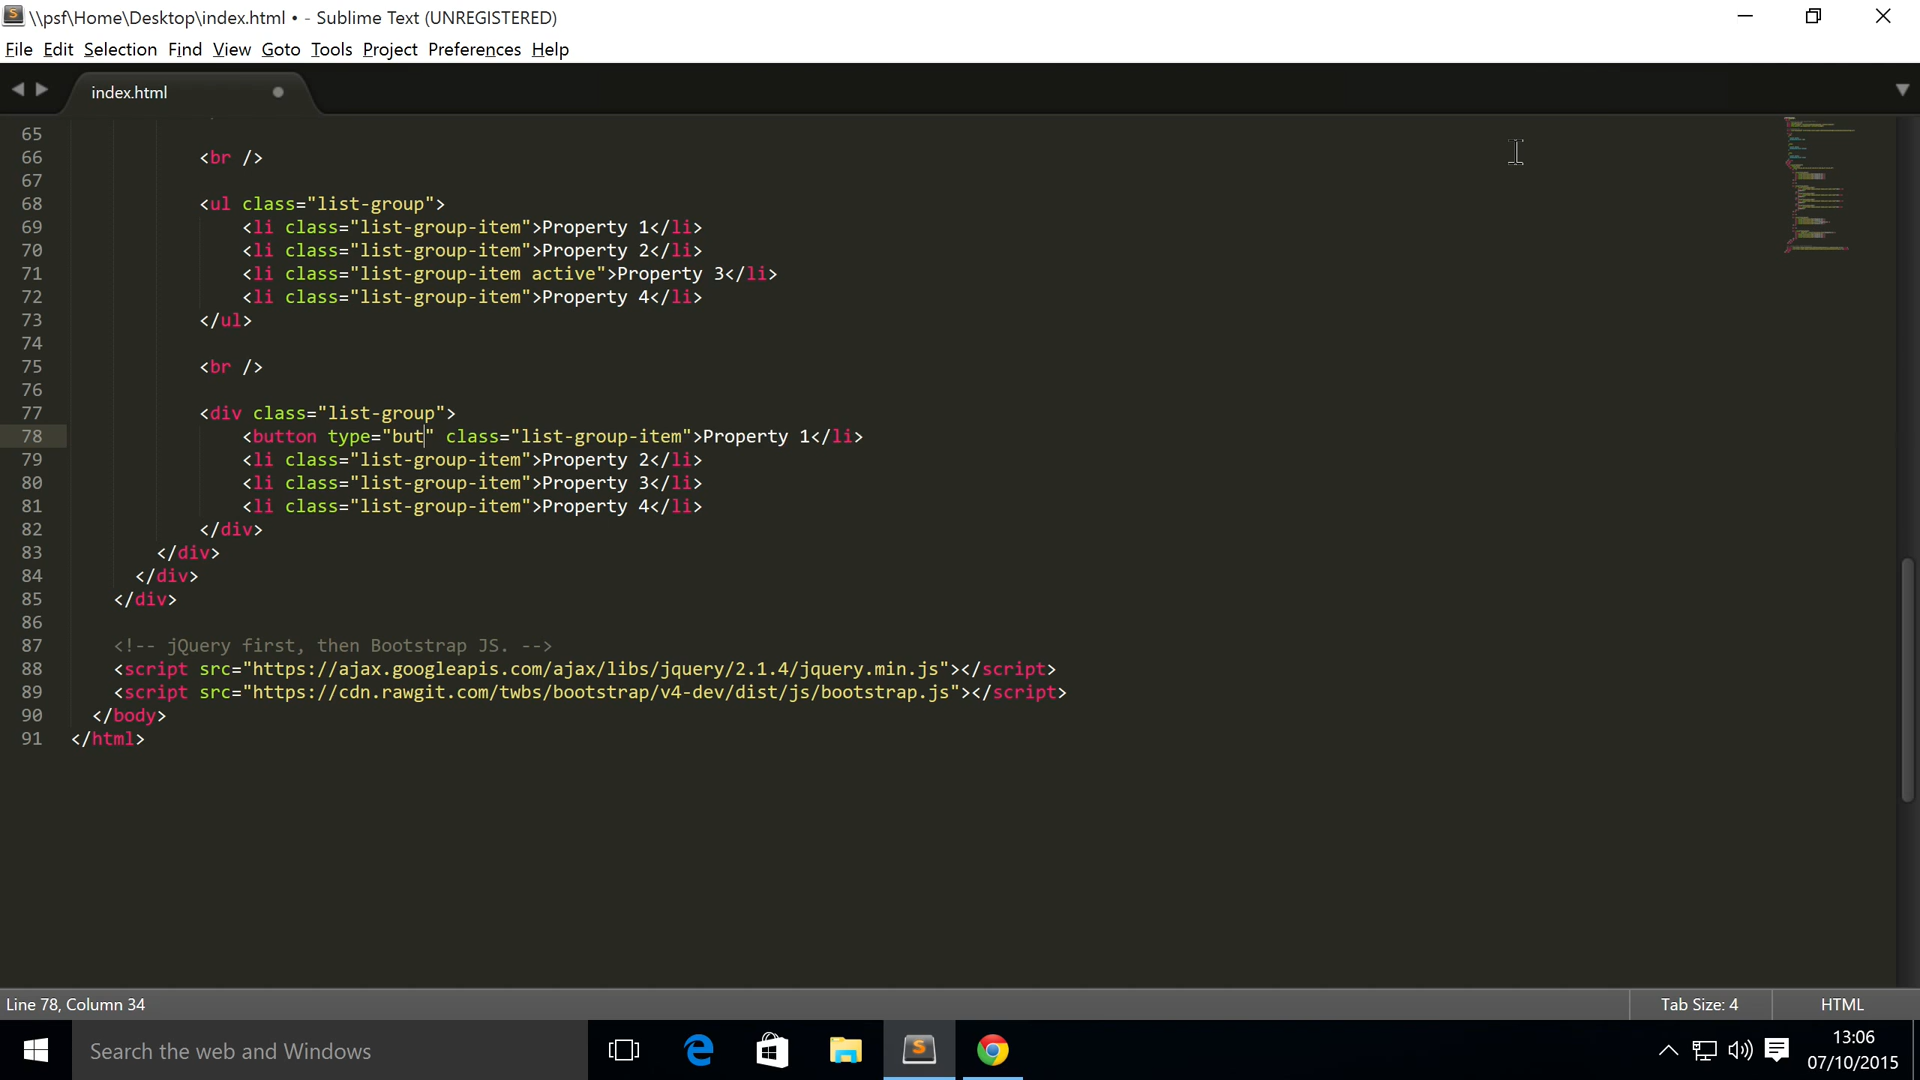 \\psf\Home\Desktop\index.html • - Sublime Text (UNREGISTERED)
File Edit Selection Find View Goto Tools Project Preferences Help
index.html
65
66 <br />
67
68 <ul class="list-group">
69 <li class="list-group-item">Property 1</li>
70 <li class="list-group-item">Property 2</li>
71 <li class="list-group-item active">Property 3</li>
72 <li class="list-group-item">Property 4</li>
73 </ul>
74
75 <br />
76
77 <div class="list-group">
78 <button type="but" class="list-group-item">Property 1</li>
79 <li class="list-group-item">Property 2</li>
80 <li class="list-group-item">Property 3</li>
81 <li class="list-group-item">Property 4</li>
82 </div>
83 </div>
84 </div>
85 </div>
86
87 <!-- jQuery first, then Bootstrap JS. -->
88 <script src="https://ajax.googleapis.com/ajax/libs/jquery/2.1.4/jquery.min.js"></script>
89 <script src="https://cdn.rawgit.com/twbs/bootstrap/v4-dev/dist/js/bootstrap.js"></script>
90 </body>
91 </html>
Line 78, Column 34 Tab Size: 4 HTML
Search the web and Windows
13:06
07/10/2015